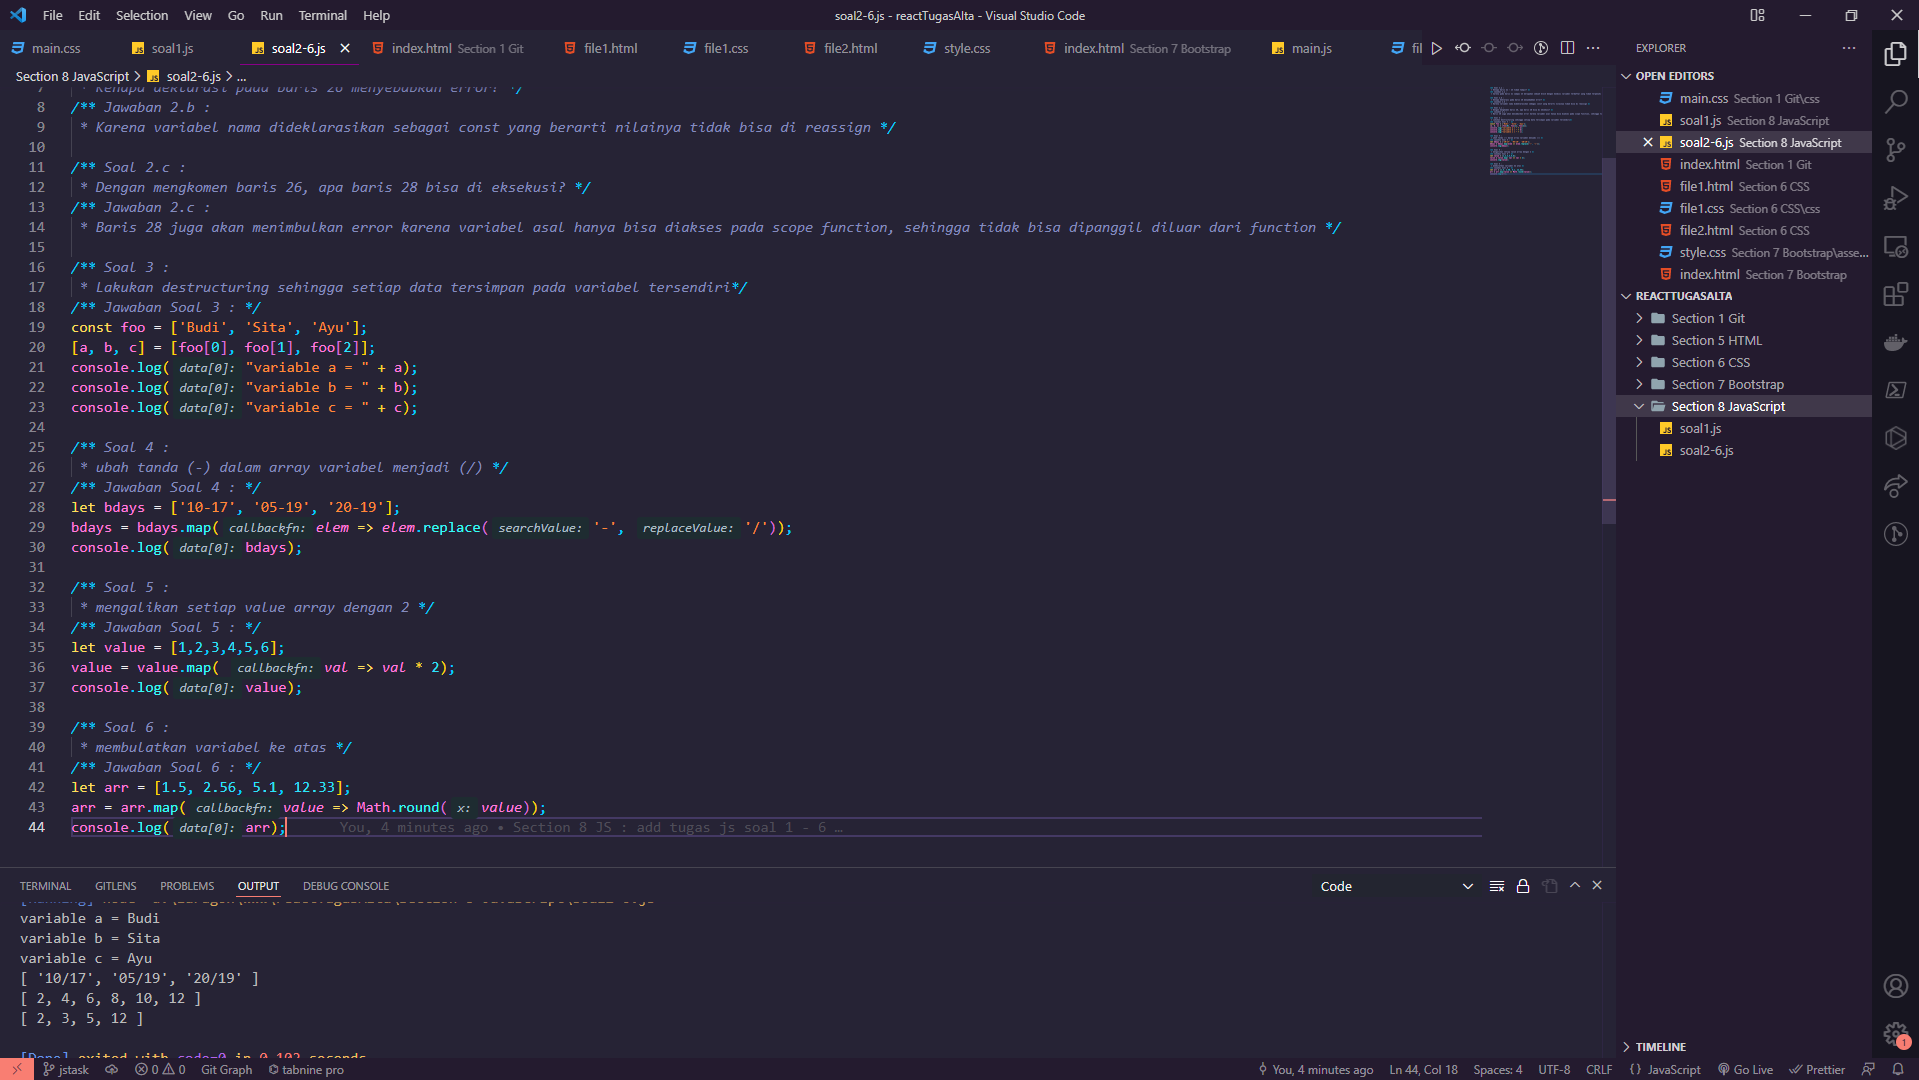 File Edit Selection View Go Run Terminal Help
soal2-6.js - reactTugasAlta - Visual Studio Code
main.css
JS soal1.js
JS soal2-6.js
index.html Section 1 Git
file1.html
file1.css
file2.html
style.css
index.html Section 7 Bootstrap
JS main.js
fil
Section 8 JavaScript > JS soal2-6.js > ...
7 * Kenapa deklarasi pada baris 26 menyebabkan error? */
8 /** Jawaban 2.b :
9 * Karena variabel nama dideklarasikan sebagai const yang berarti nilainya tidak bisa di reassign */
10
11 /** Soal 2.c :
12 * Dengan mengkomen baris 26, apa baris 28 bisa di eksekusi? */
13 /** Jawaban 2.c :
14 * Baris 28 juga akan menimbulkan error karena variabel asal hanya bisa diakses pada scope function, sehingga tidak bisa dipanggil diluar dari function */
15
16 /** Soal 3 :
17 * Lakukan destructuring sehingga setiap data tersimpan pada variabel tersendiri*/
18 /** Jawaban Soal 3 : */
19 const foo = ['Budi', 'Sita', 'Ayu'];
20 [a, b, c] = [foo[0], foo[1], foo[2]];
21 console.log( data[0]: "variable a = " + a);
22 console.log( data[0]: "variable b = " + b);
23 console.log( data[0]: "variable c = " + c);
24
25 /** Soal 4 :
26 * ubah tanda (-) dalam array variabel menjadi (/) */
27 /** Jawaban Soal 4 : */
28 let bdays = ['10-17', '05-19', '20-19'];
29 bdays = bdays.map( callbackfn: elem => elem.replace( searchValue: '-', replaceValue: '/'));
30 console.log( data[0]: bdays);
31
32 /** Soal 5 :
33 * mengalikan setiap value array dengan 2 */
34 /** Jawaban Soal 5 : */
35 let value = [1,2,3,4,5,6];
36 value = value.map( callbackfn: val => val * 2);
37 console.log( data[0]: value);
38
39 /** Soal 6 :
40 * membulatkan variabel ke atas */
41 /** Jawaban Soal 6 : */
42 let arr = [1.5, 2.56, 5.1, 12.33];
43 arr = arr.map( callbackfn: value => Math.round( x: value));
44 console.log( data[0]: arr); You, 4 minutes ago • Section 8 JS : add tugas js soal 1 - 6 …
TERMINAL GITLENS PROBLEMS OUTPUT DEBUG CONSOLE
Code
variable a = Budi
variable b = Sita
variable c = Ayu
[ '10/17', '05/19', '20/19' ]
[ 2, 4, 6, 8, 10, 12 ]
[ 2, 3, 5, 12 ]
[Done] exited with code=0 in 0.102 seconds
EXPLORER
OPEN EDITORS
main.css Section 1 Git\css
JS soal1.js Section 8 JavaScript
JS soal2-6.js Section 8 JavaScript
index.html Section 1 Git
file1.html Section 6 CSS
file1.css Section 6 CSS\css
file2.html Section 6 CSS
style.css Section 7 Bootstrap\asse...
index.html Section 7 Bootstrap
REACTTUGASALTA
Section 1 Git
Section 5 HTML
Section 6 CSS
Section 7 Bootstrap
Section 8 JavaScript
JS soal1.js
JS soal2-6.js
TIMELINE
1
jstask
0 0
Git Graph
tabnine pro
You, 4 minutes ago
Ln 44, Col 18
Spaces: 4
UTF-8
CRLF
{ } JavaScript
Go Live
Prettier